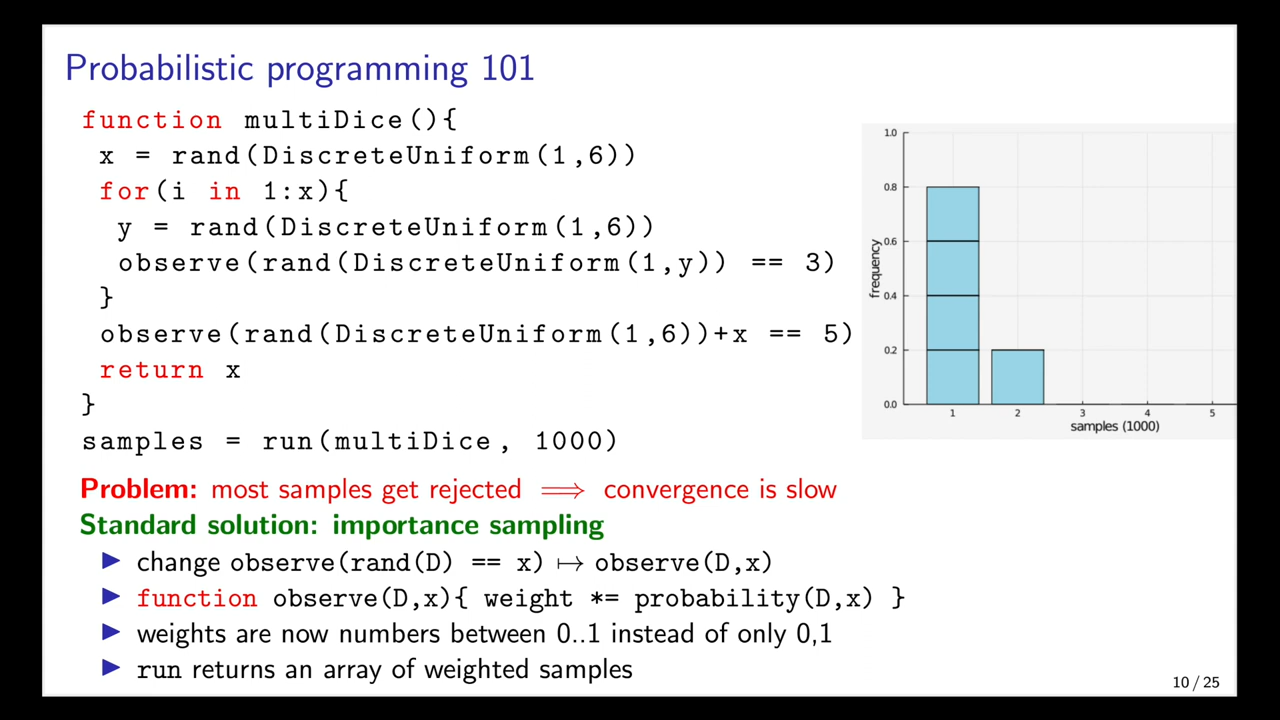 Probabilistic programming 101
function multiDice(){
 x = rand(DiscreteUniform(1,6))
 for(i in 1:x){
  y = rand(DiscreteUniform(1,6))
  observe(rand(DiscreteUniform(1,y)) == 3)
 }
 observe(rand(DiscreteUniform(1,6))+x == 5)
 return x
}
samples = run(multiDice, 1000)
1.0
0.8
0.6
0.4
0.2
0.0
frequency
1 2 3 4 5
samples (1000)
Problem: most samples get rejected ⟹ convergence is slow
Standard solution: importance sampling
▶ change observe(rand(D) == x) ↦ observe(D,x)
▶ function observe(D,x){ weight *= probability(D,x) }
▶ weights are now numbers between 0..1 instead of only 0,1
▶ run returns an array of weighted samples
10 / 25